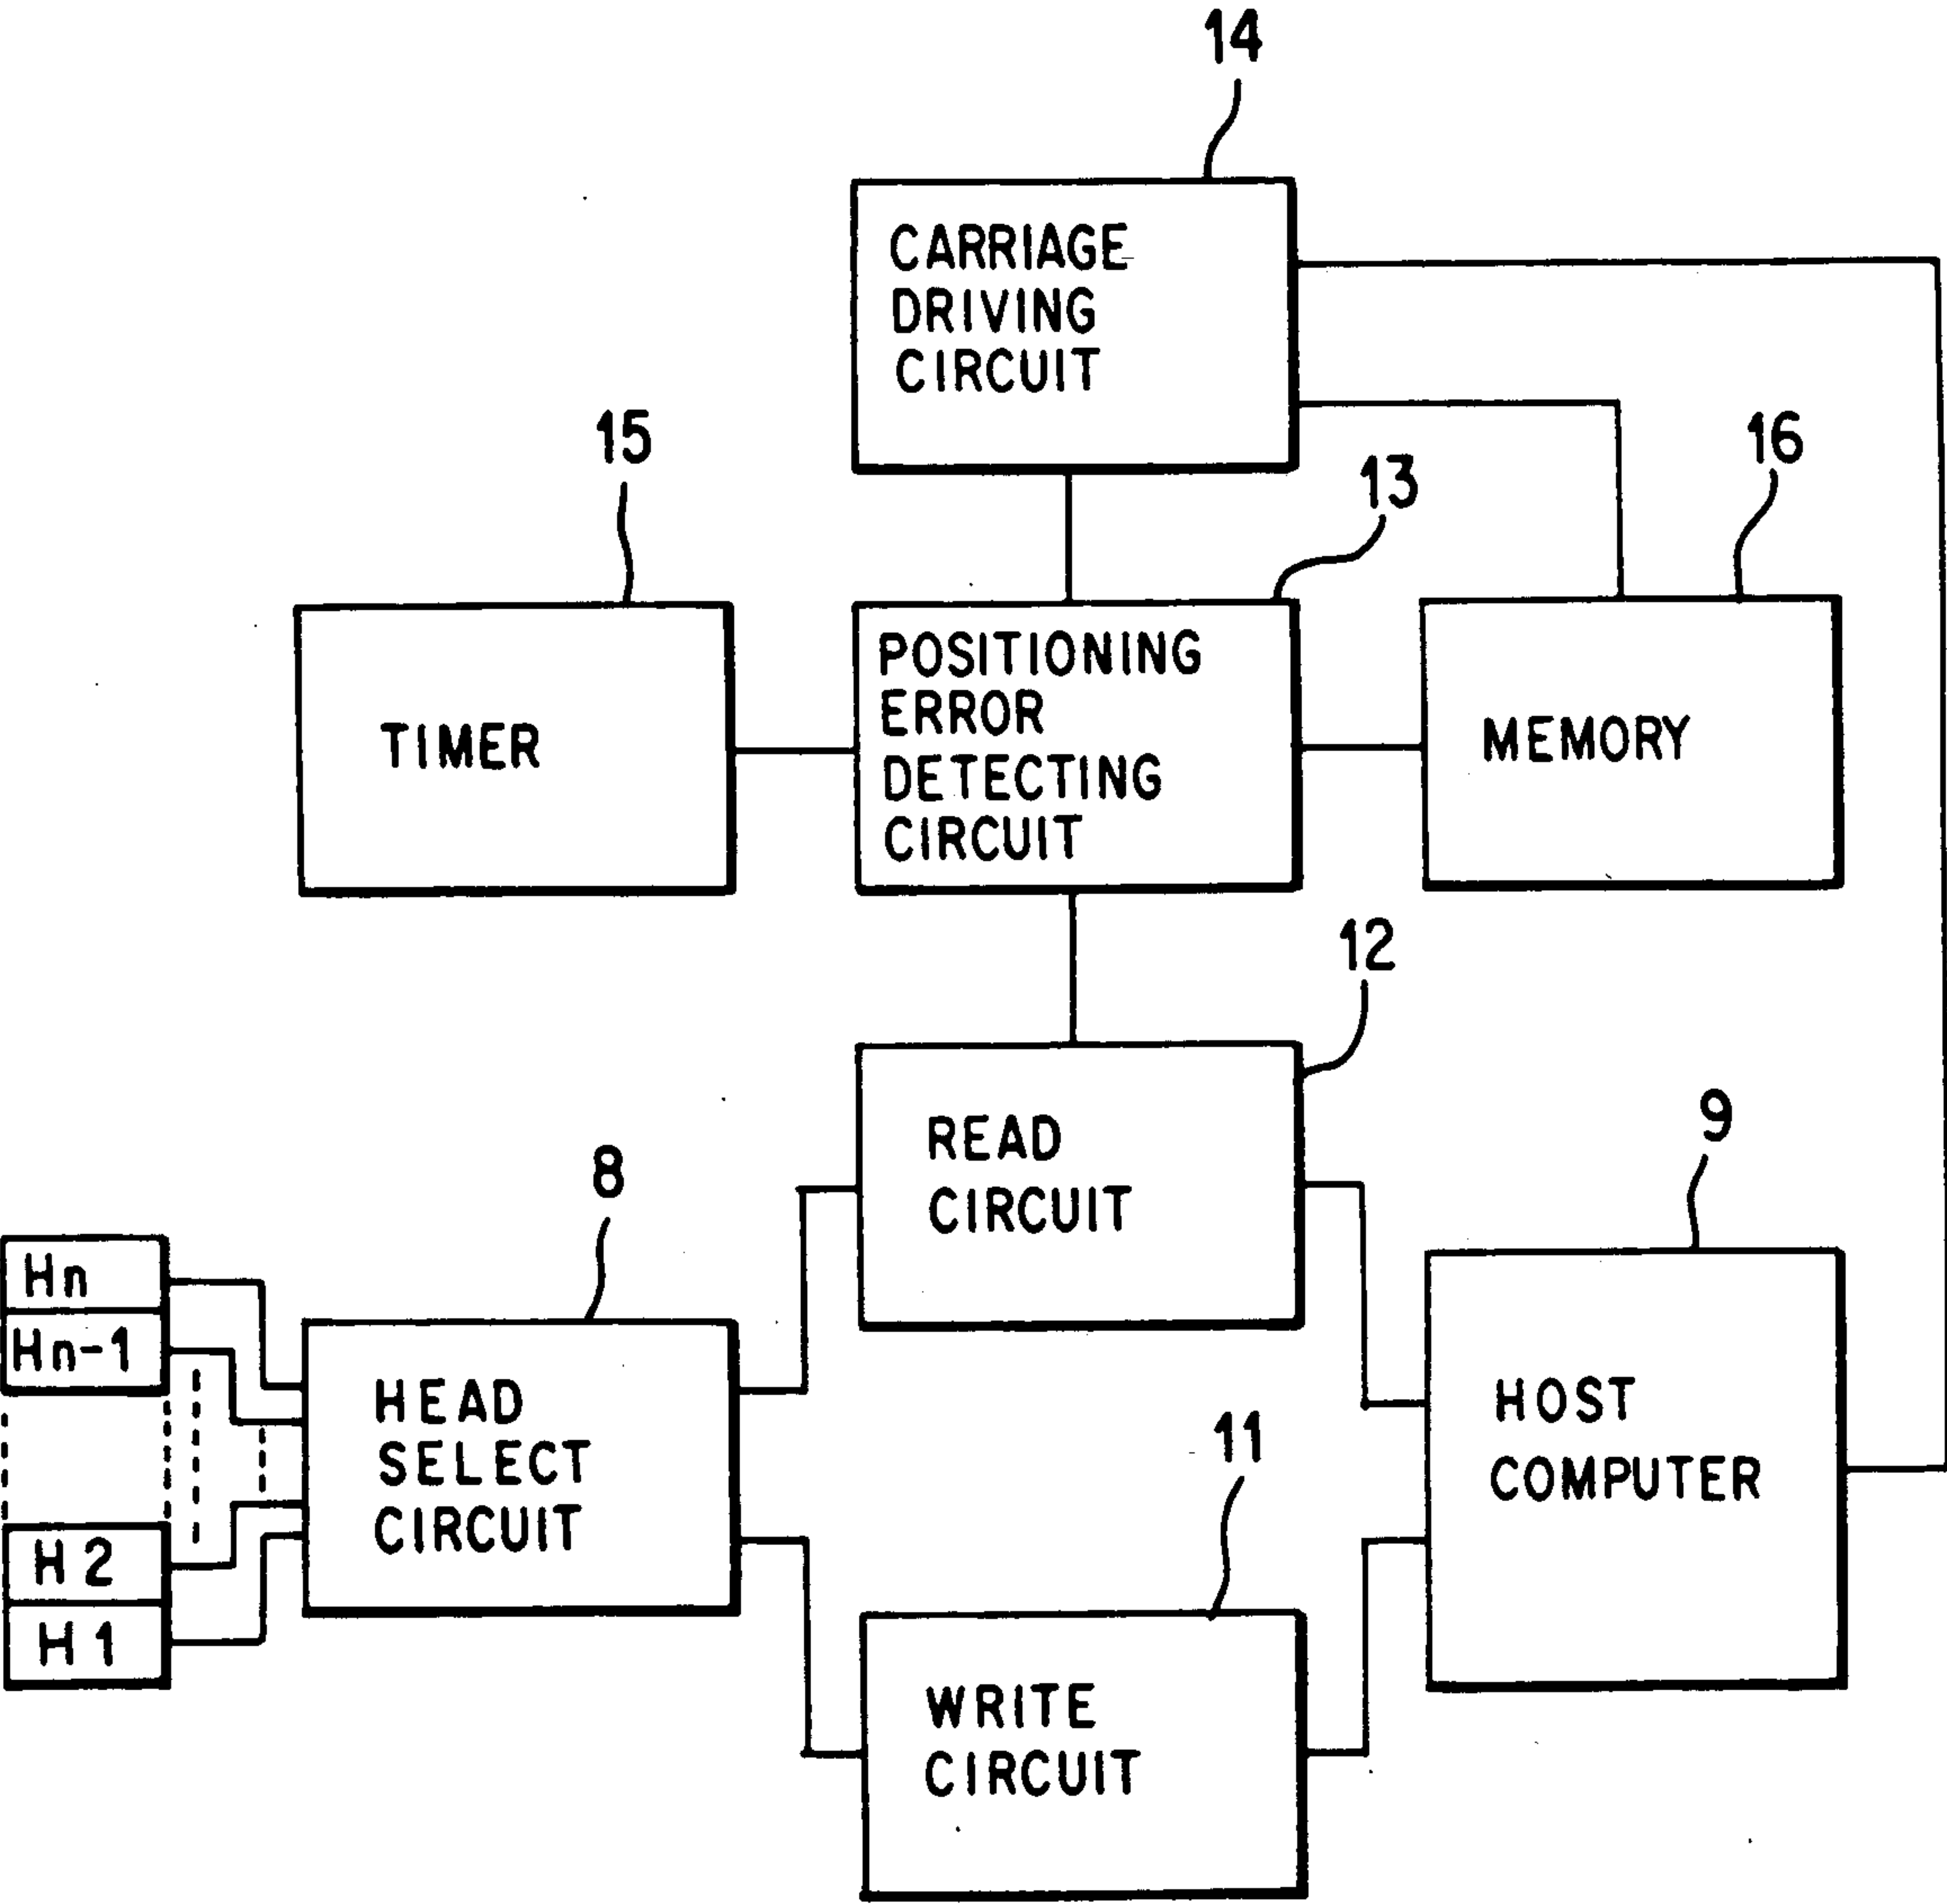 14
CARRIAGE
DRIVING
CIRCUIT
15
13
16
TIMER
POSITIONING
ERROR
DETECTING
CIRCUIT
MEMORY
12
READ
CIRCUIT
9
8
Hn
Hn-1
H2
H1
HEAD
SELECT
CIRCUIT
HOST
COMPUTER
11
WRITE
CIRCUIT